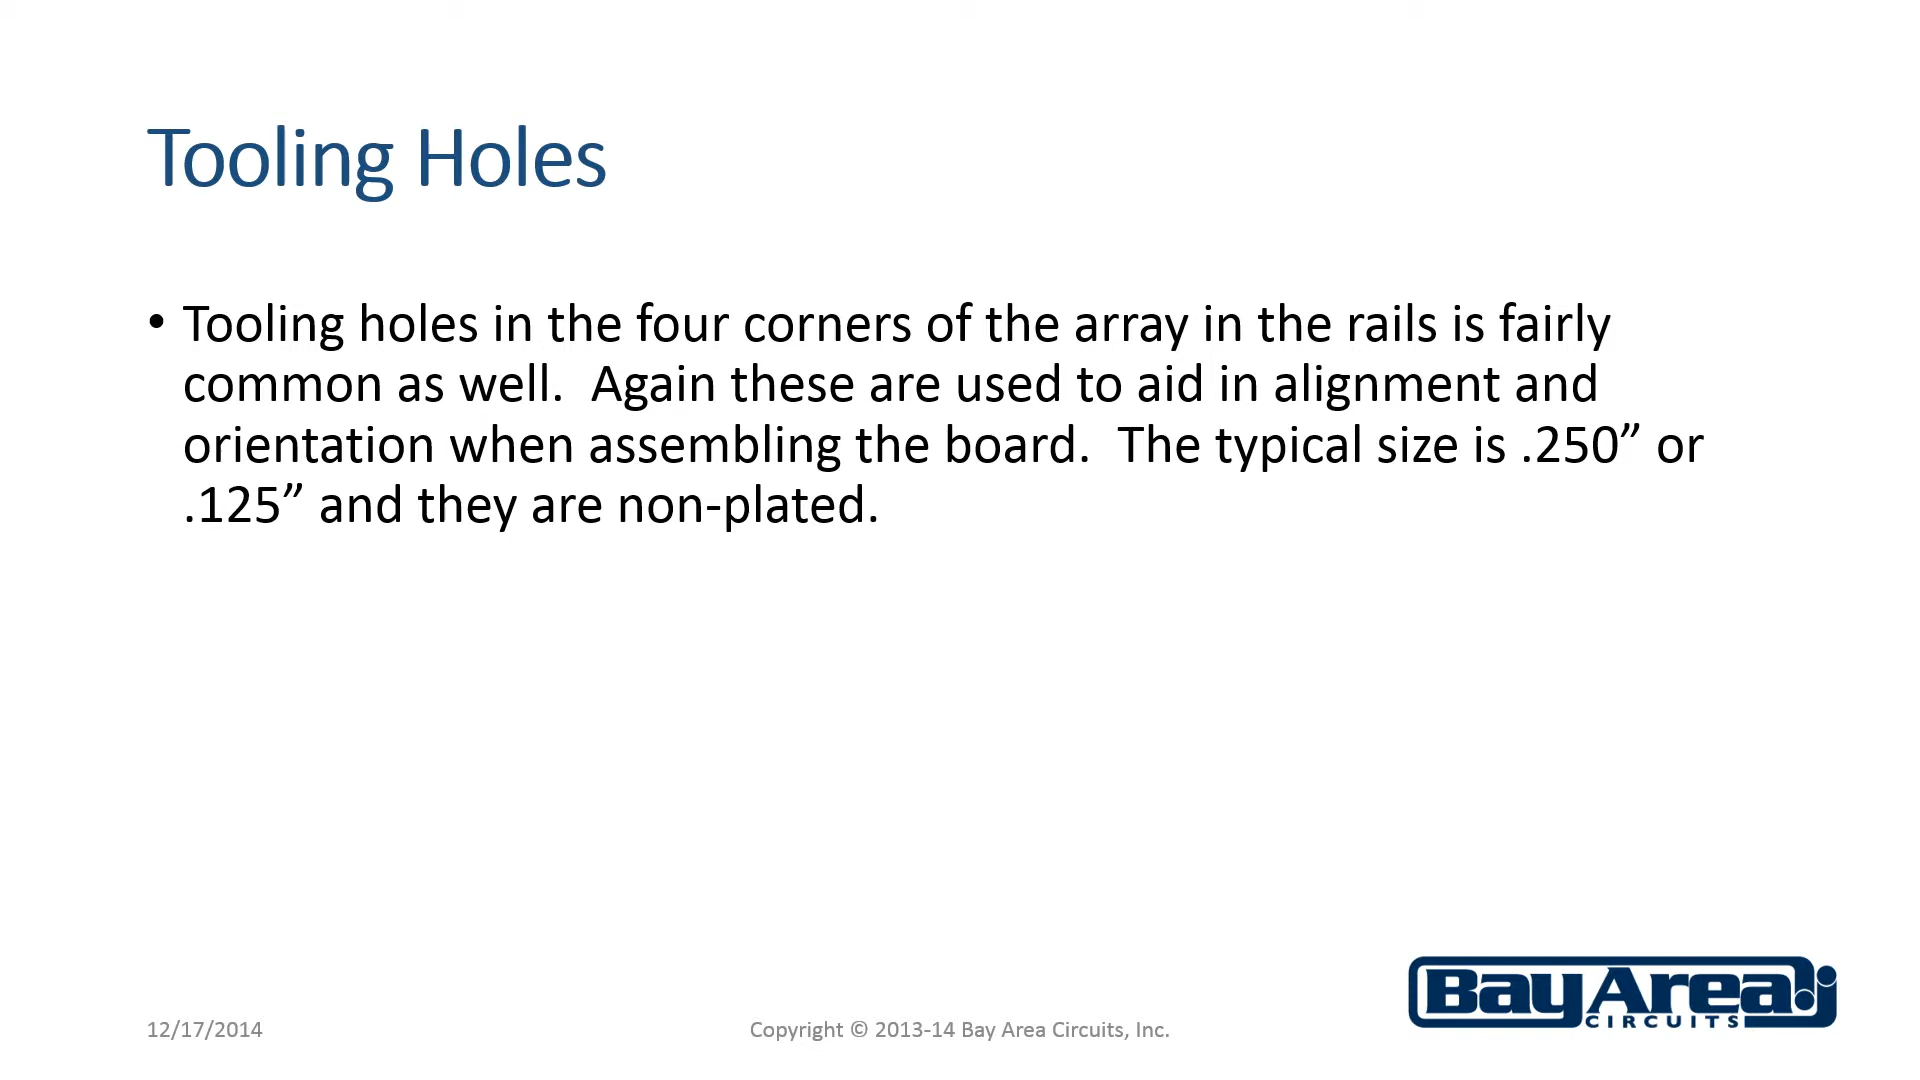 Tooling Holes
• Tooling holes in the four corners of the array in the rails is fairly
common as well.  Again these are used to aid in alignment and
orientation when assembling the board.  The typical size is .250” or
.125” and they are non-plated.
12/17/2014
Copyright © 2013-14 Bay Area Circuits, Inc.
Bay Area
CIRCUITS